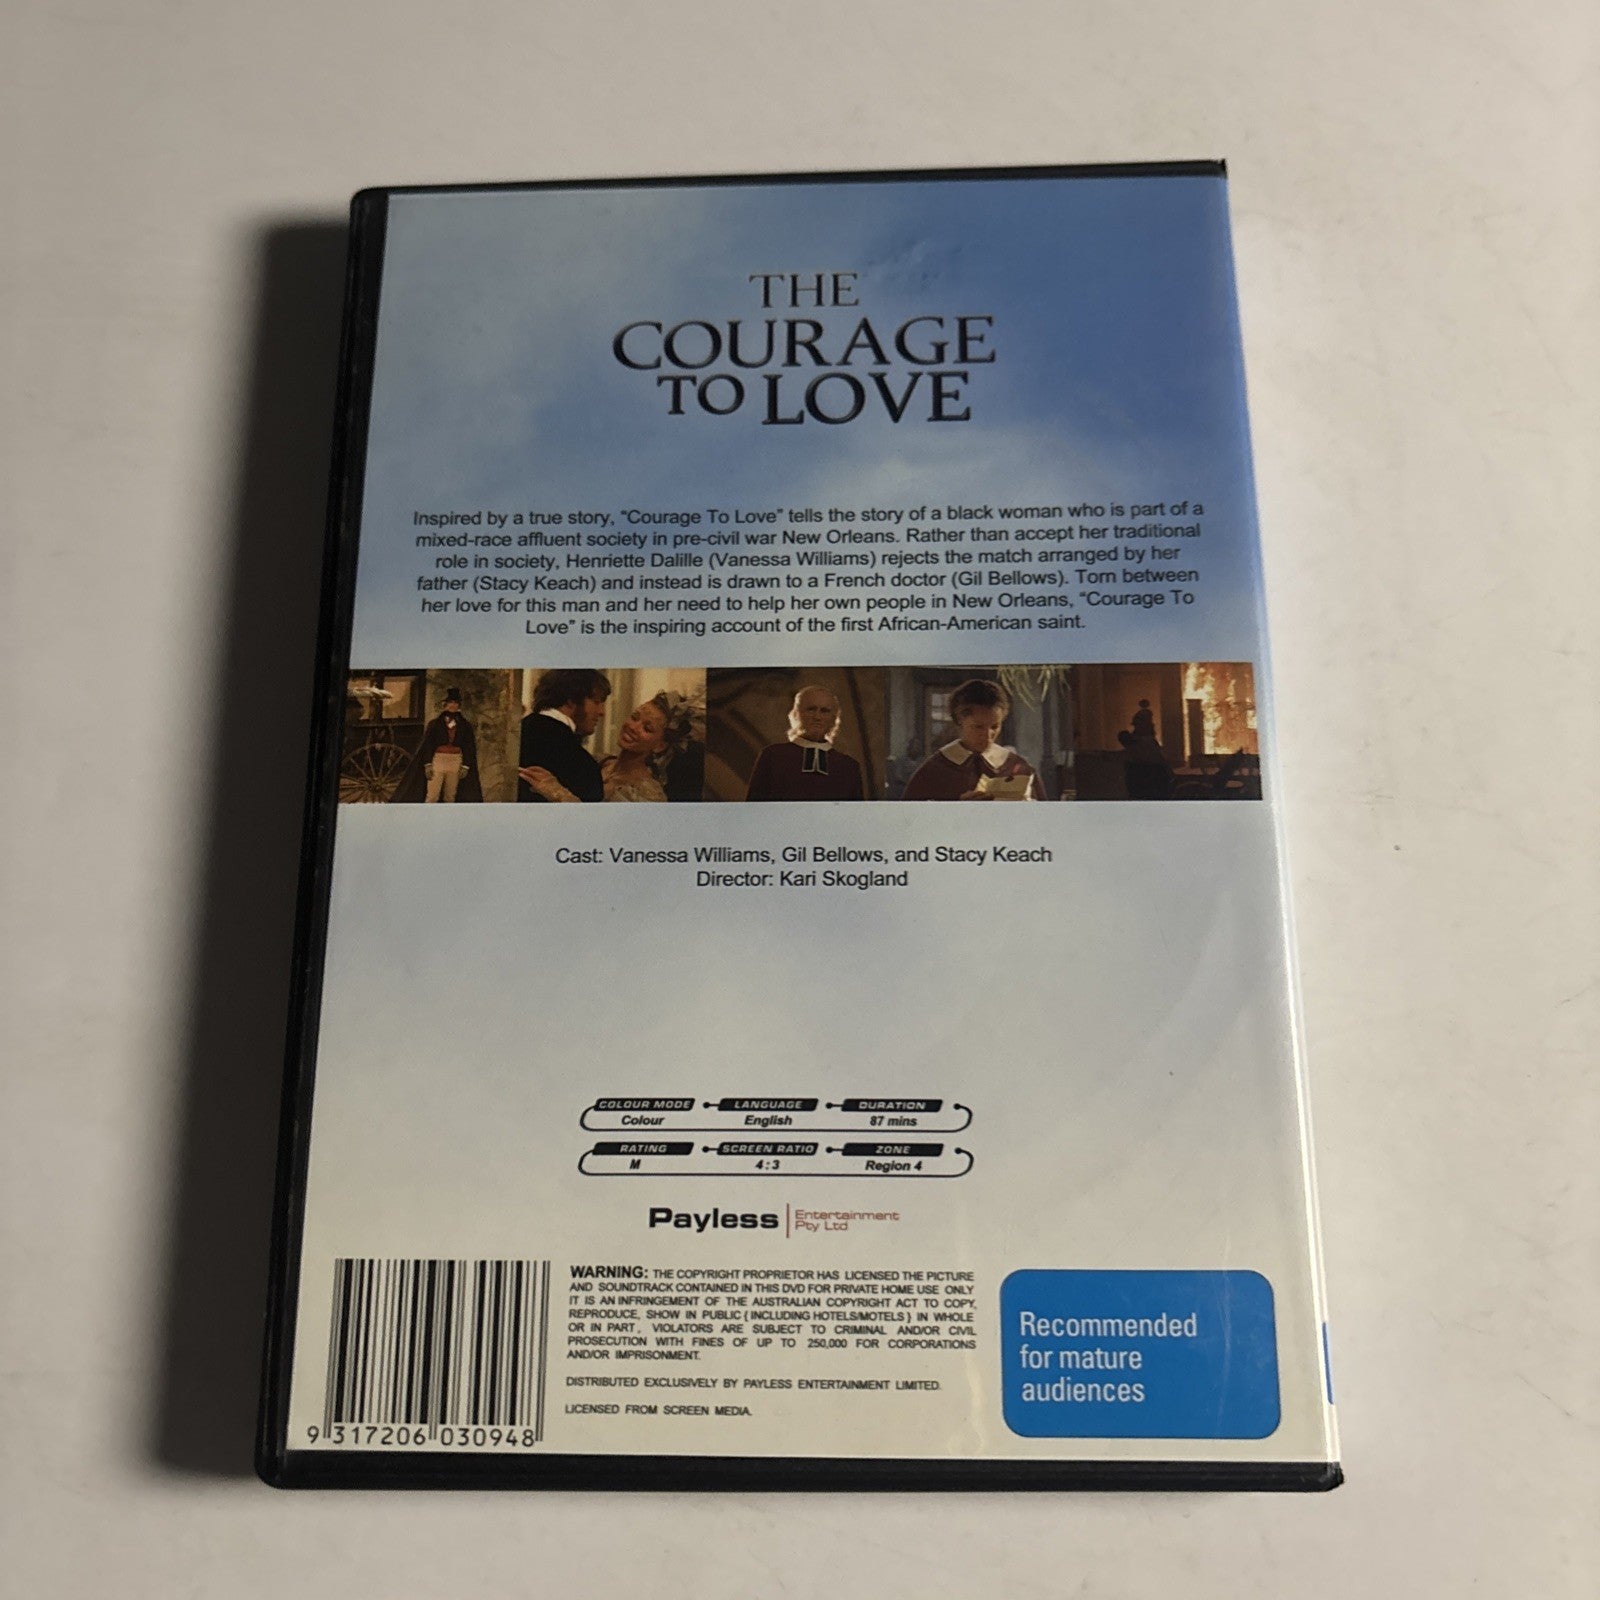 THE
COURAGE
TO LOVE
Inspired by a true story, “Courage To Love” tells the story of a black woman who is part of a
mixed-race affluent society in pre-civil war New Orleans. Rather than accept her traditional
role in society, Henriette Dalille (Vanessa Williams) rejects the match arranged by her
father (Stacy Keach) and instead is drawn to a French doctor (Gil Bellows). Torn between
her love for this man and her need to help her own people in New Orleans, “Courage To
Love” is the inspiring account of the first African-American saint.
Cast: Vanessa Williams, Gil Bellows, and Stacy Keach
Director: Kari Skogland
COLOUR MODE LANGUAGE DURATION
Colour English 87 mins
RATING SCREEN RATIO ZONE
M 4:3 Region 4
Payless Entertainment
Pty Ltd
WARNING: THE COPYRIGHT PROPRIETOR HAS LICENSED THE PICTURE
AND SOUNDTRACK CONTAINED IN THIS DVD FOR PRIVATE HOME USE ONLY
IT IS AN INFRINGEMENT OF THE AUSTRALIAN COPYRIGHT ACT TO COPY,
REPRODUCE, SHOW IN PUBLIC (INCLUDING HOTELS/MOTELS) IN WHOLE
OR IN PART, VIOLATORS ARE SUBJECT TO CRIMINAL AND/OR CIVIL
PROSECUTION WITH FINES OF UP TO 250,000 FOR CORPORATIONS
AND/OR IMPRISONMENT.
DISTRIBUTED EXCLUSIVELY BY PAYLESS ENTERTAINMENT LIMITED.
LICENSED FROM SCREEN MEDIA.
9 317206 030948
Recommended
for mature
audiences